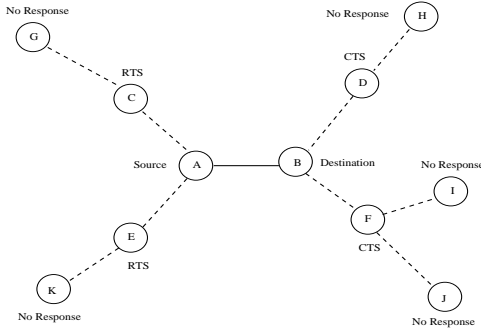 No Response
G
RTS
C
Source
A
E
RTS
K
No Response
No Response
H
CTS
D
B
Destination
No Response
I
F
CTS
J
No Response